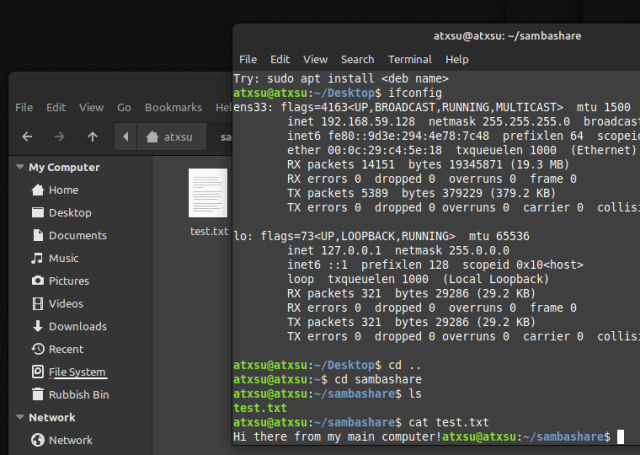 atxsu@atxsu: ~/sambashare
File Edit View Search Terminal Help
Try: sudo apt install <deb name>
atxsu@atxsu:~/Desktop$ ifconfig
ens33: flags=4163<UP,BROADCAST,RUNNING,MULTICAST> mtu 1500
inet 192.168.59.128 netmask 255.255.255.0 broadcas
inet6 fe80::9d3e:294:4e78:7c48 prefixlen 64 scopeid
ether 00:0c:29:c4:5e:18 txqueuelen 1000 (Ethernet)
RX packets 14151 bytes 19345871 (19.3 MB)
RX errors 0 dropped 0 overruns 0 frame 0
TX packets 5389 bytes 379229 (379.2 KB)
TX errors 0 dropped 0 overruns 0 carrier 0 collisi
lo: flags=73<UP,LOOPBACK,RUNNING> mtu 65536
inet 127.0.0.1 netmask 255.0.0.0
inet6 ::1 prefixlen 128 scopeid 0x10<host>
loop txqueuelen 1000 (Local Loopback)
RX packets 321 bytes 29286 (29.2 KB)
RX errors 0 dropped 0 overruns 0 frame 0
TX packets 321 bytes 29286 (29.2 KB)
TX errors 0 dropped 0 overruns 0 carrier 0 collisi
atxsu@atxsu:~/Desktop$ cd ..
atxsu@atxsu:~$ cd sambashare
atxsu@atxsu:~/sambashare$ ls
test.txt
atxsu@atxsu:~/sambashare$ cat test.txt
Hi there from my main computer!atxsu@atxsu:~/sambashare$
File Edit View Go Bookmarks Hel
atxsu sa
My Computer
Home
Desktop
Documents
Music
Pictures
Videos
Downloads
Recent
File System
Rubbish Bin
Network
Network
test.txt